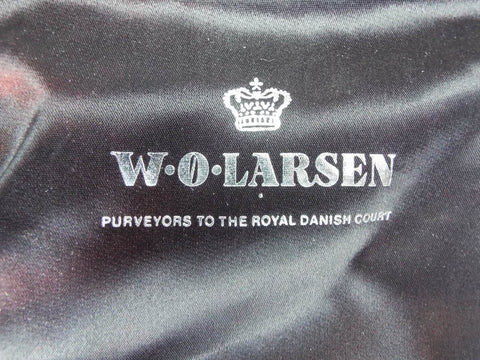 W·Ø·LARSEN
PURVEYORS TO THE ROYAL DANISH COURT